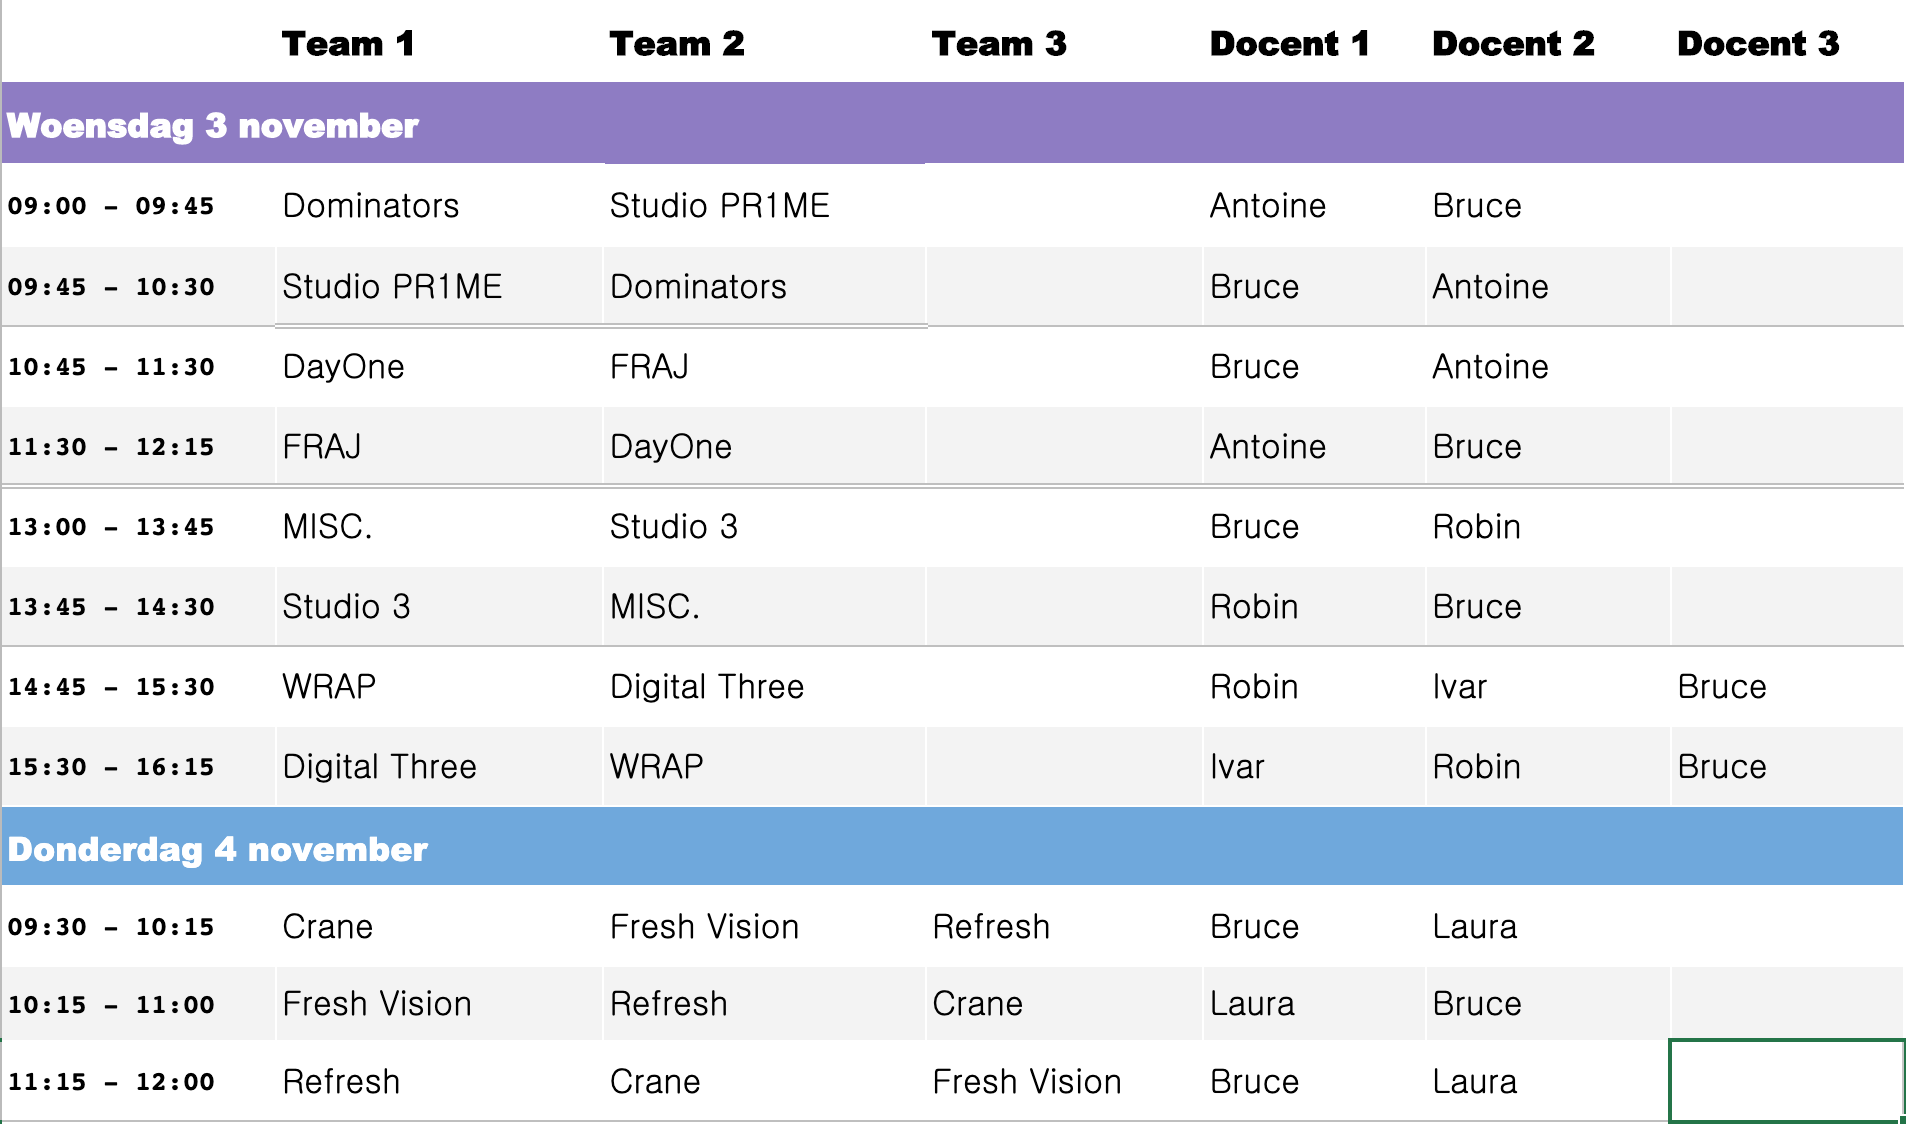 Team 1 Team 2 Team 3 Docent 1 Docent 2 Docent 3
Woensdag 3 november
09:00 - 09:45 Dominators Studio PR1ME Antoine Bruce
09:45 - 10:30 Studio PR1ME Dominators Bruce Antoine
10:45 - 11:30 DayOne FRAJ Bruce Antoine
11:30 - 12:15 FRAJ DayOne Antoine Bruce
13:00 - 13:45 MISC. Studio 3 Bruce Robin
13:45 - 14:30 Studio 3 MISC. Robin Bruce
14:45 - 15:30 WRAP Digital Three Robin Ivar Bruce
15:30 - 16:15 Digital Three WRAP Ivar Robin Bruce
Donderdag 4 november
09:30 - 10:15 Crane Fresh Vision Refresh Bruce Laura
10:15 - 11:00 Fresh Vision Refresh Crane Laura Bruce
11:15 - 12:00 Refresh Crane Fresh Vision Bruce Laura